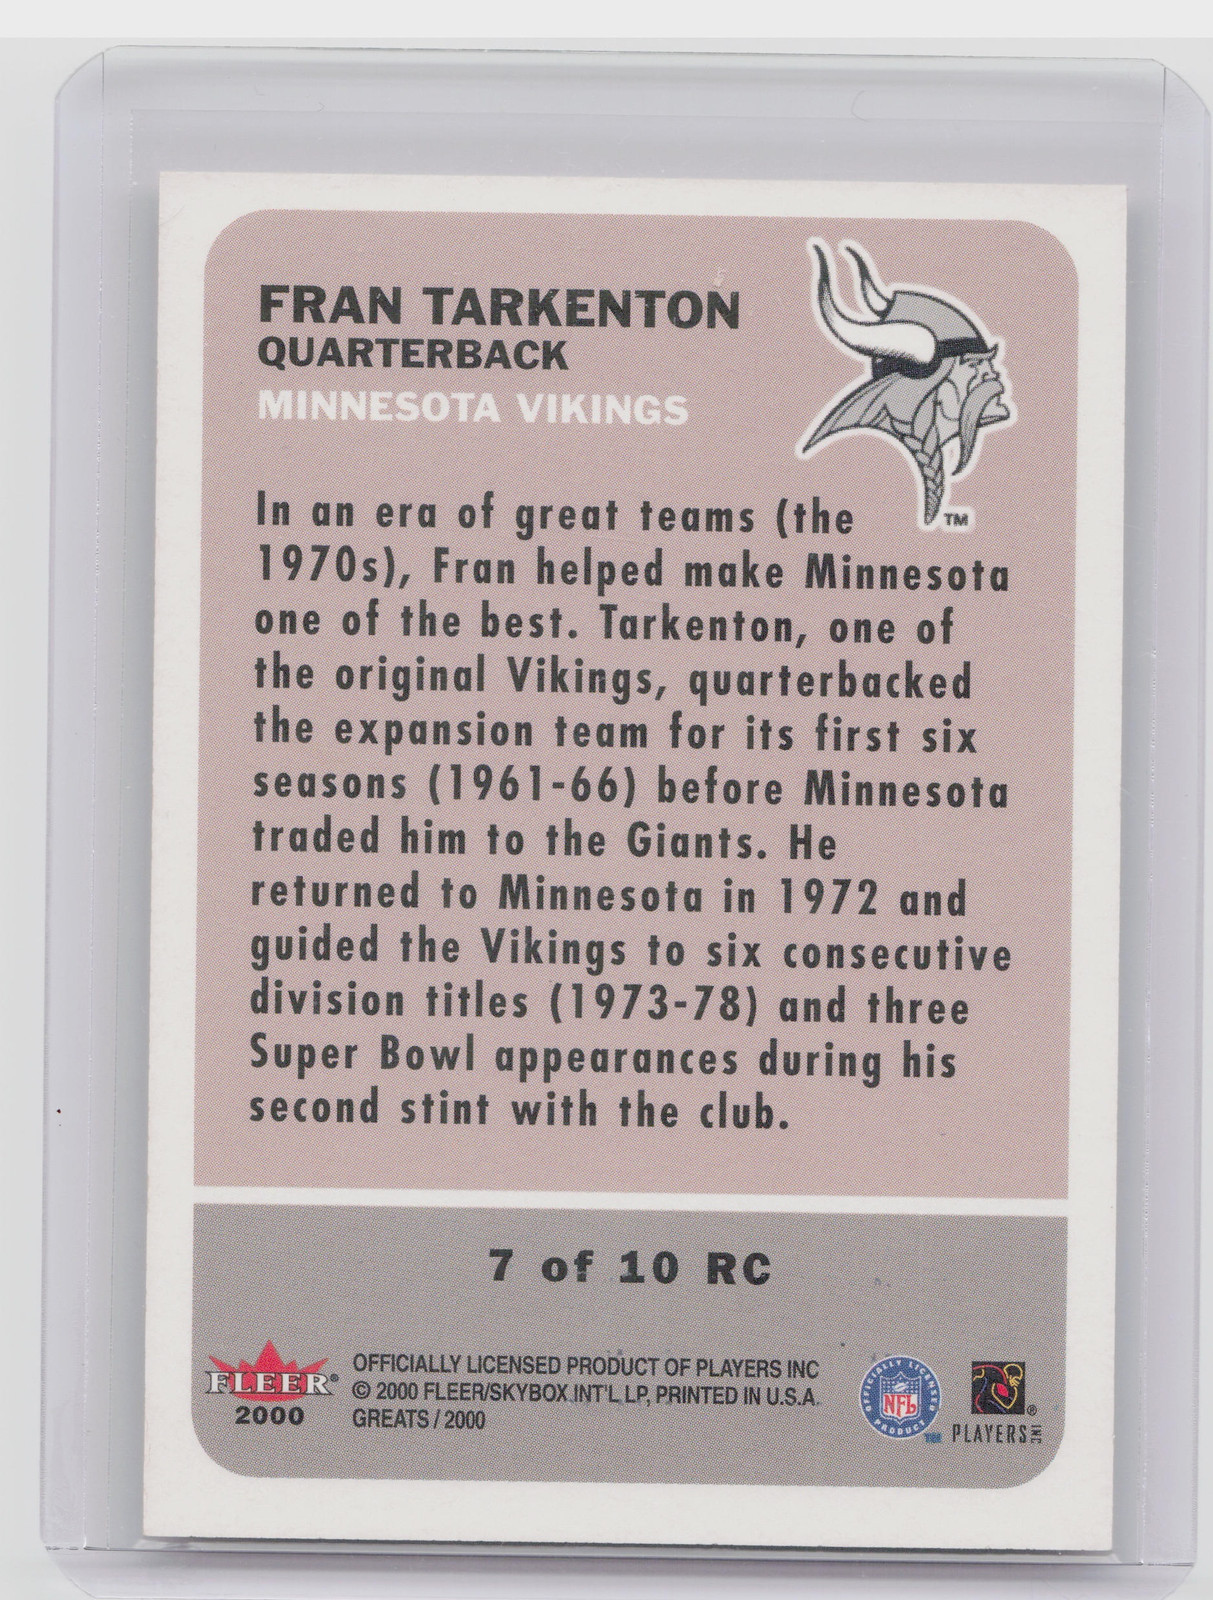 FRAN TARKENTON
QUARTERBACK
MINNESOTA VIKINGS
TM
In an era of great teams (the
1970s), Fran helped make Minnesota
one of the best. Tarkenton, one of
the original Vikings, quarterbacked
the expansion team for its first six
seasons (1961-66) before Minnesota
traded him to the Giants. He
returned to Minnesota in 1972 and
guided the Vikings to six consecutive
division titles (1973-78) and three
Super Bowl appearances during his
second stint with the club.
7 of 10 RC
FLEER®
2000
OFFICIALLY LICENSED PRODUCT OF PLAYERS INC
© 2000 FLEER/SKYBOX INT'L LP, PRINTED IN U.S.A.
GREATS / 2000
OFFICIALLY LICENSED
NFL
PRODUCT
TM
®
PLAYERS INC